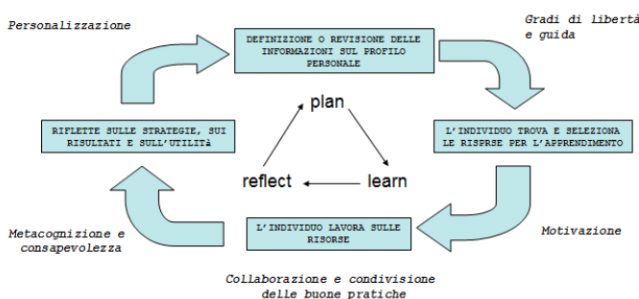 Personalizzazione
Gradi di libertà
e guida
DEFINIZIONE O REVISIONE DELLE
INFORMAZIONI SUL PROFILO
PERSONALE
plan
RIFLETTE SULLE STRATEGIE, SUI
RISULTATI E SULL'UTILITÀ
L'INDIVIDUO TROVA E SELEZIONA
LE RISPRSE PER L'APPRENDIMENTO
reflect
learn
L'INDIVIDUO LAVORA SULLE
RISORSE
Metacognizione e
consapevolezza
Motivazione
Collaborazione e condivisione
delle buone pratiche